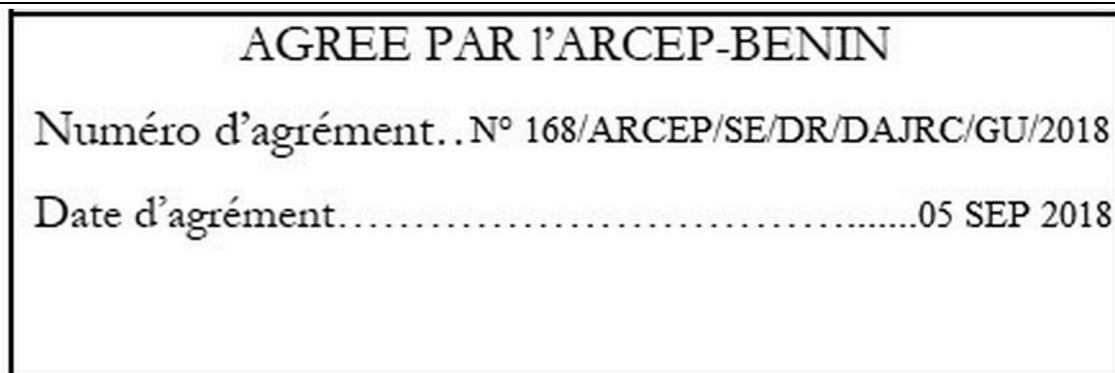 AGREE PAR l'ARCEP-BENIN
Numéro d'agrément..N° 168/ARCEP/SE/DR/DAJRC/GU/2018
Date d'agrément........................................05 SEP 2018